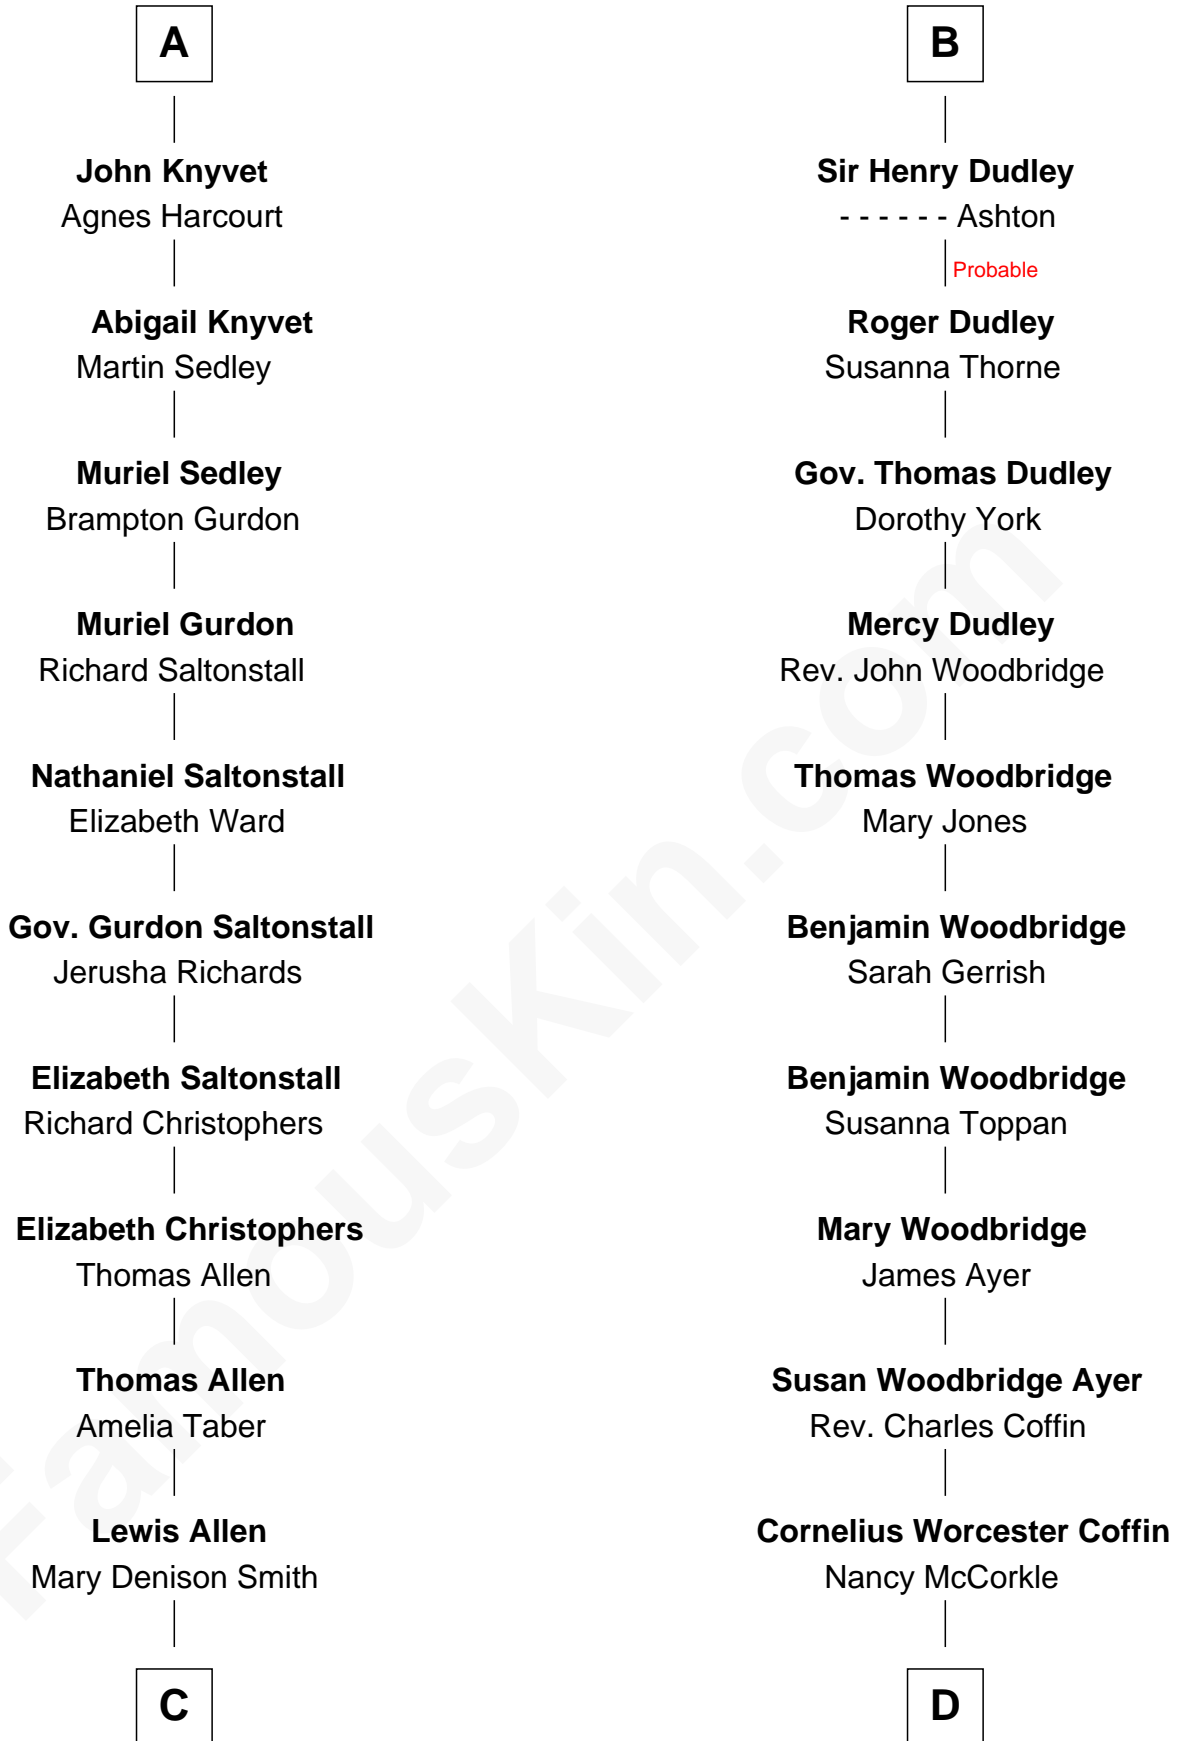 A
John Knyvet
Agnes Harcourt
Abigail Knyvet
Martin Sedley
Muriel Sedley
Brampton Gurdon
Muriel Gurdon
Richard Saltonstall
Nathaniel Saltonstall
Elizabeth Ward
Gov. Gurdon Saltonstall
Jerusha Richards
Elizabeth Saltonstall
Richard Christophers
Elizabeth Christophers
Thomas Allen
Thomas Allen
Amelia Taber
Lewis Allen
Mary Denison Smith
C
B
Sir Henry Dudley
- - - - - - Ashton
Probable
Roger Dudley
Susanna Thorne
Gov. Thomas Dudley
Dorothy York
Mercy Dudley
Rev. John Woodbridge
Thomas Woodbridge
Mary Jones
Benjamin Woodbridge
Sarah Gerrish
Benjamin Woodbridge
Susanna Toppan
Mary Woodbridge
James Ayer
Susan Woodbridge Ayer
Rev. Charles Coffin
Cornelius Worcester Coffin
Nancy McCorkle
D
FamousKin.com